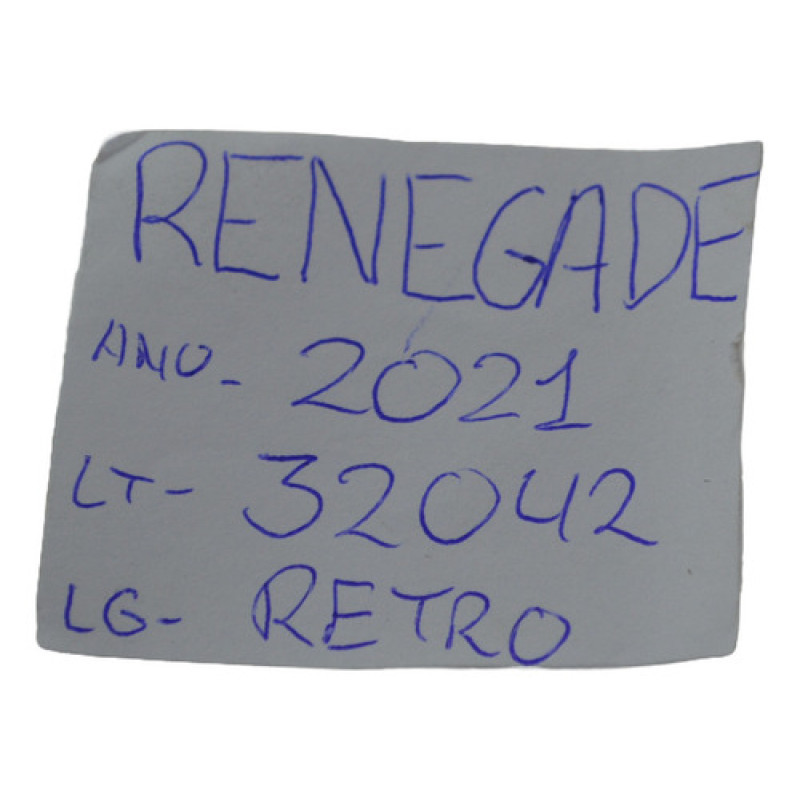 RENEGADE
ANO- 2021
LT- 32042
LG- RETRO